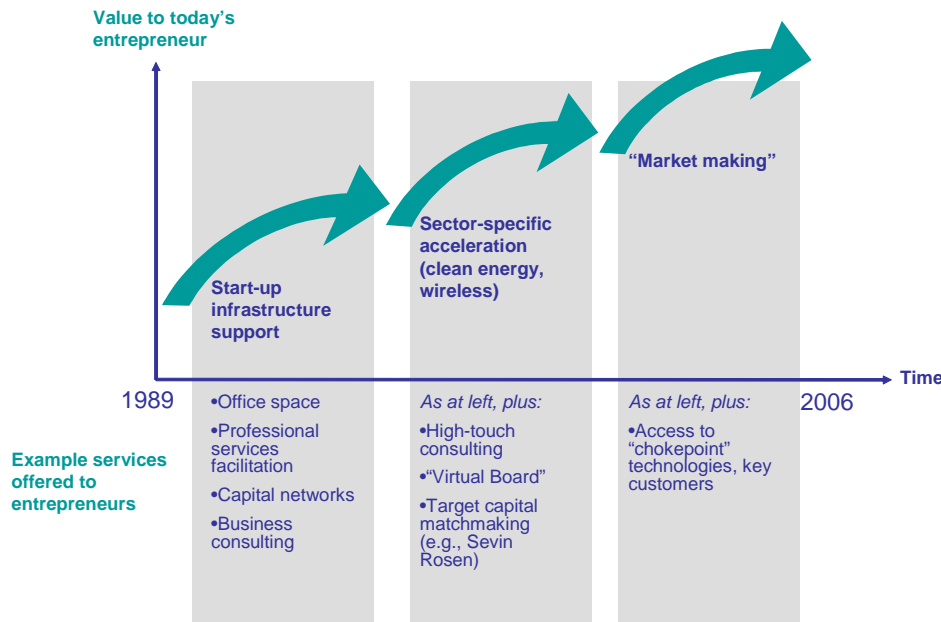 Value to today’s
entrepreneur
“Market making”
Sector-specific
acceleration
(clean energy,
wireless)
Start-up
infrastructure
support
Time
1989
2006
Example services
offered to
entrepreneurs
•Office space
•Professional
services
facilitation
•Capital networks
•Business
consulting
As at left, plus:
•High-touch
consulting
•“Virtual Board”
•Target capital
matchmaking
(e.g., Sevin
Rosen)
As at left, plus:
•Access to
“chokepoint”
technologies, key
customers